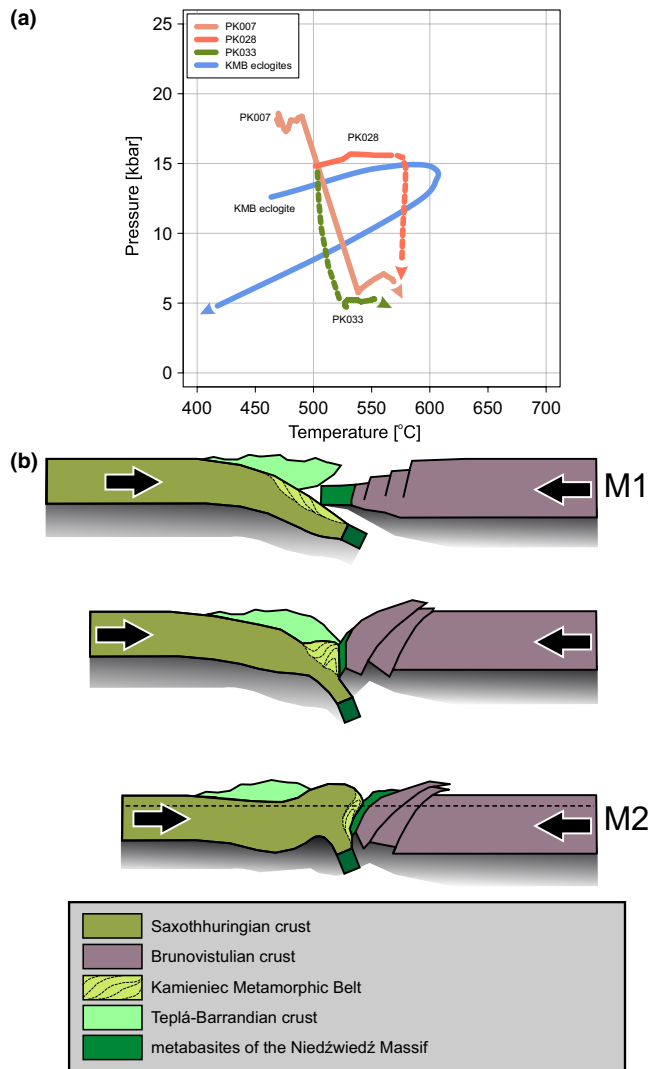 (a)
PK007
PK028
PK033
KMB eclogites
25
20
15
10
5
0
Pressure [kbar]
PK007
PK028
KMB eclogite
PK033
400 450 500 550 600 650 700
Temperature [°C]
(b)
M1
M2
Saxothhuringian crust
Brunovistulian crust
Kamieniec Metamorphic Belt
Teplá-Barrandian crust
metabasites of the Niedźwiedź Massif